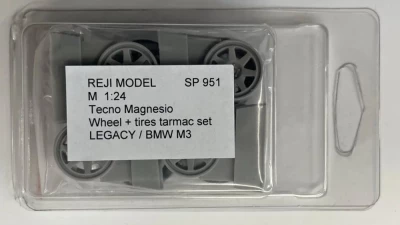 REJI MODEL SP 951
M 1:24
Tecno Magnesio
Wheel + tires tarmac set
LEGACY / BMW M3